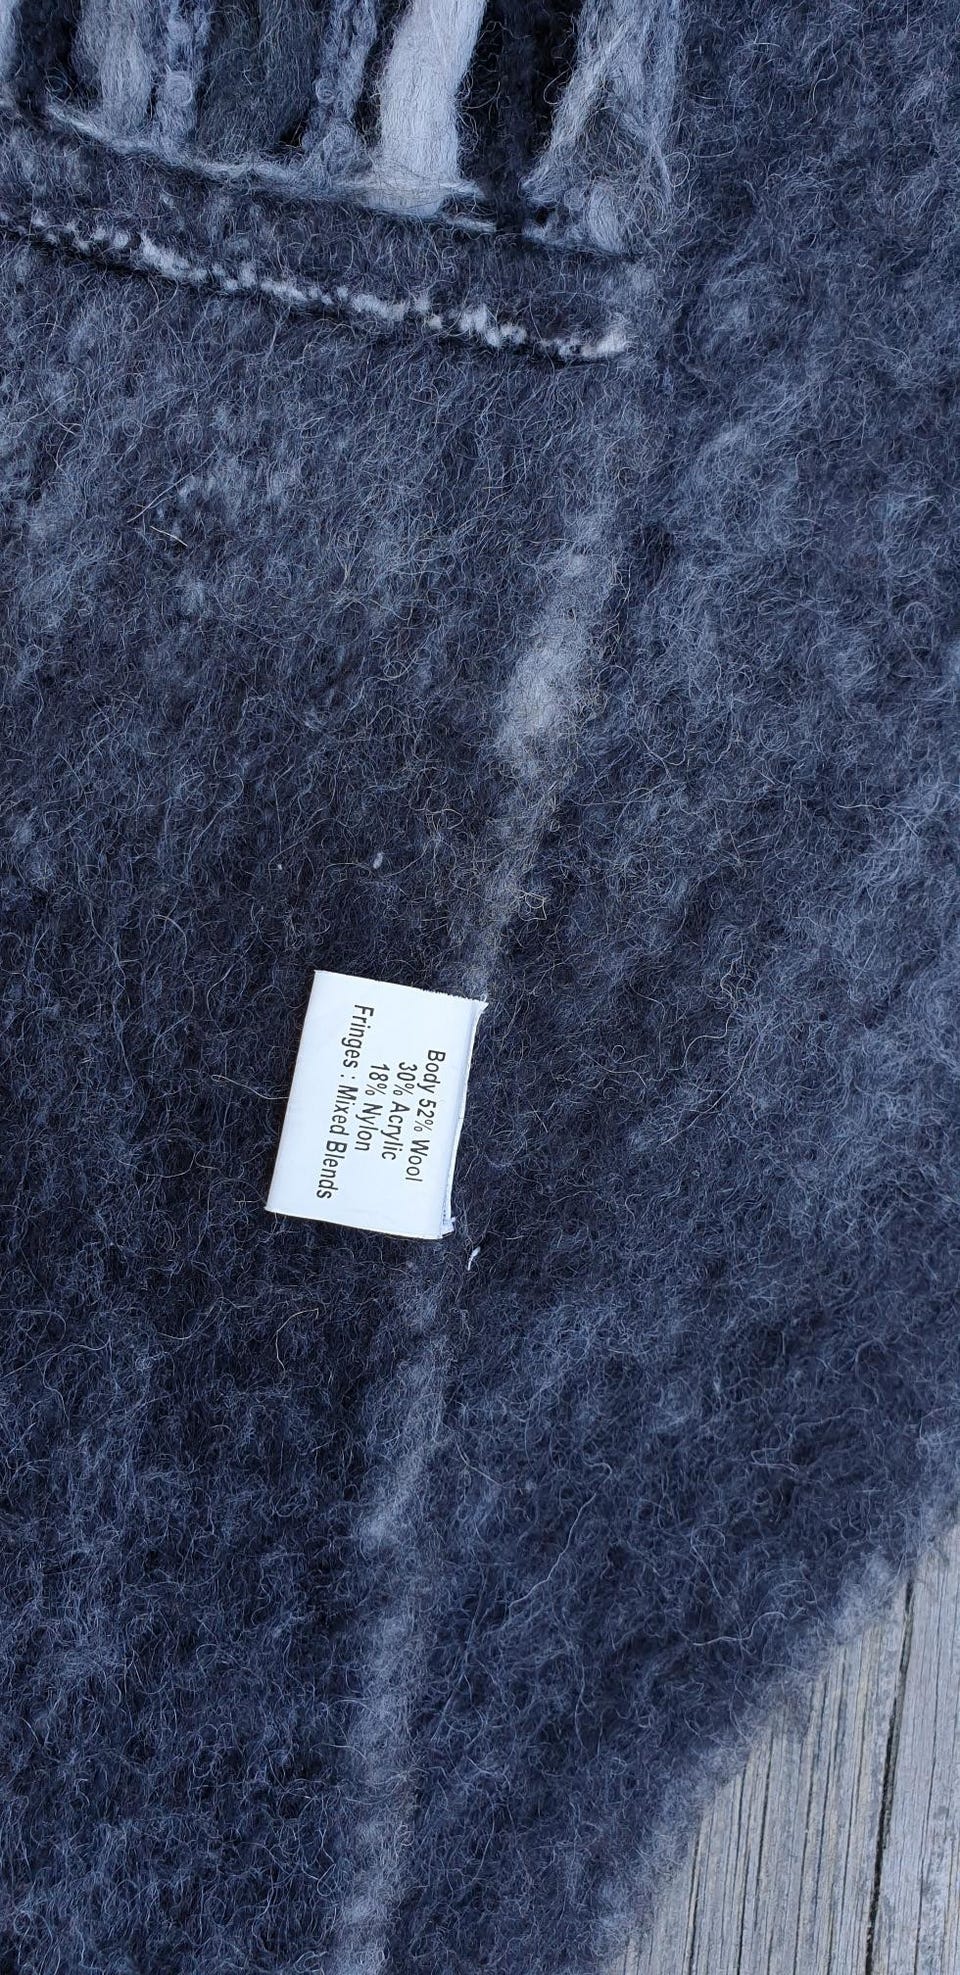 Body 52% Wool
30% Acrylic
18% Nylon
Fringes : Mixed Blends